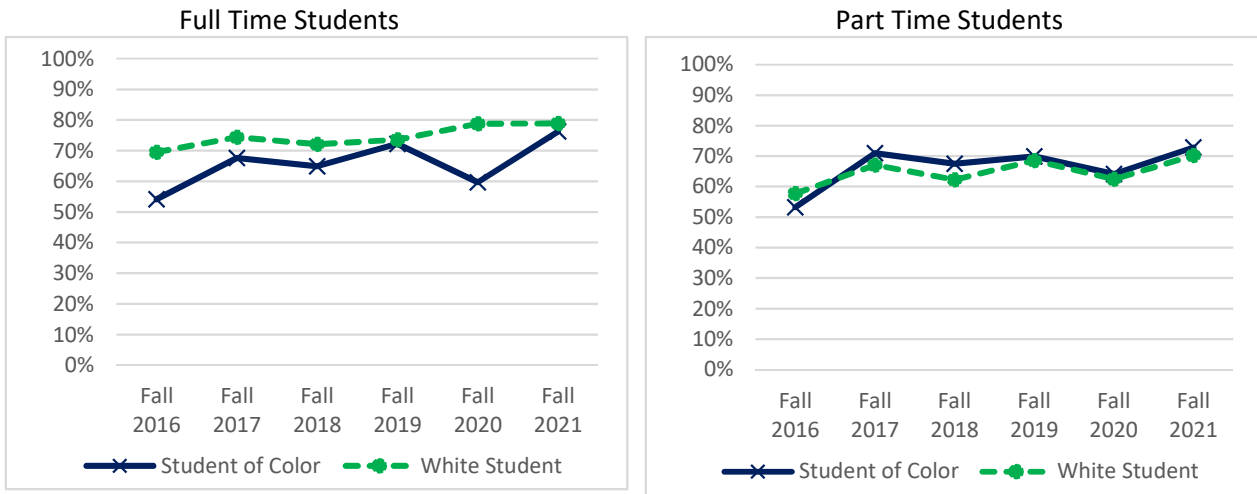 Full Time Students
100%
90%
80%
70%
60%
50%
40%
30%
20%
10%
0%
Fall Fall Fall Fall Fall Fall
2016 2017 2018 2019 2020 2021
Student of Color White Student
Part Time Students
100%
90%
80%
70%
60%
50%
40%
30%
20%
10%
0%
Fall Fall Fall Fall Fall Fall
2016 2017 2018 2019 2020 2021
Student of Color White Student